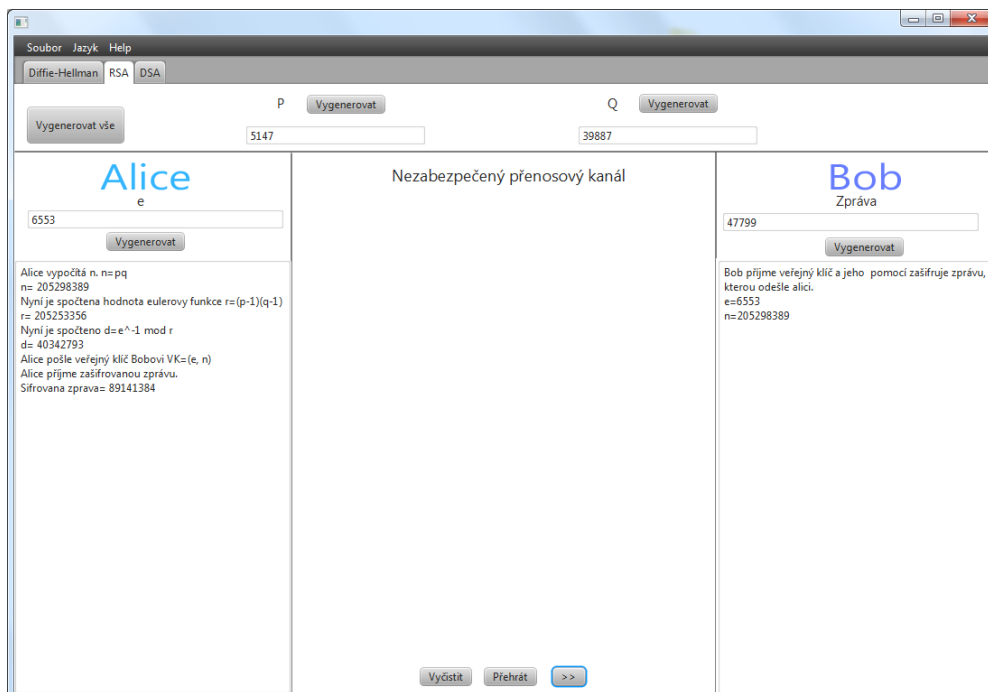 Soubor Jazyk Help
Diffie-Hellman RSA DSA
Vygenerovat vše
P Vygenerovat
5147
Q Vygenerovat
39887
Alice
e
6553
Vygenerovat
Alice vypočítá n. n=pq
n= 205298389
Nyní je spočtena hodnota eulerovy funkce r=(p-1)(q-1)
r= 205253356
Nyní je spočteno d=e^-1 mod r
d= 40342793
Alice pošle veřejný klíč Bobovi VK=(e, n)
Alice příjme zašifrovanou zprávu.
Sifrovana zprava= 89141384
Nezabezpečený přenosový kanál
Vyčistit Přehrát >>
Bob
Zpráva
47799
Vygenerovat
Bob příjme veřejný klíč a jeho  pomocí zašifruje zprávu,
kterou odešle alici.
e=6553
n=205298389